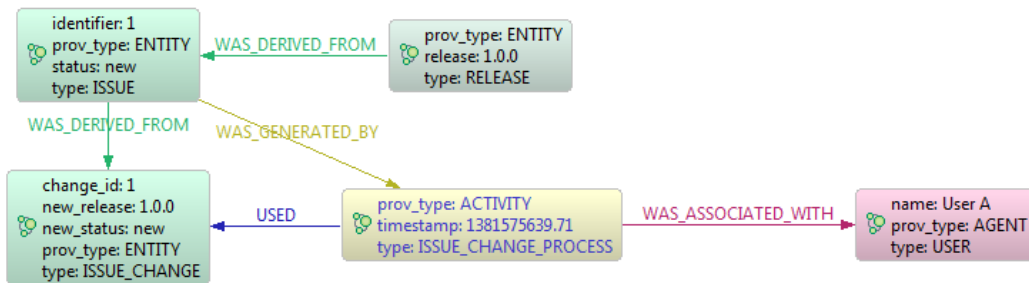 identifier: 1
prov_type: ENTITY
status: new
type: ISSUE
WAS_DERIVED_FROM
prov_type: ENTITY
release: 1.0.0
type: RELEASE
WAS_DERIVED_FROM
WAS_GENERATED_BY
change_id: 1
new_release: 1.0.0
new_status: new
prov_type: ENTITY
type: ISSUE_CHANGE
USED
prov_type: ACTIVITY
timestamp: 1381575639.71
type: ISSUE_CHANGE_PROCESS
WAS_ASSOCIATED_WITH
name: User A
prov_type: AGENT
type: USER